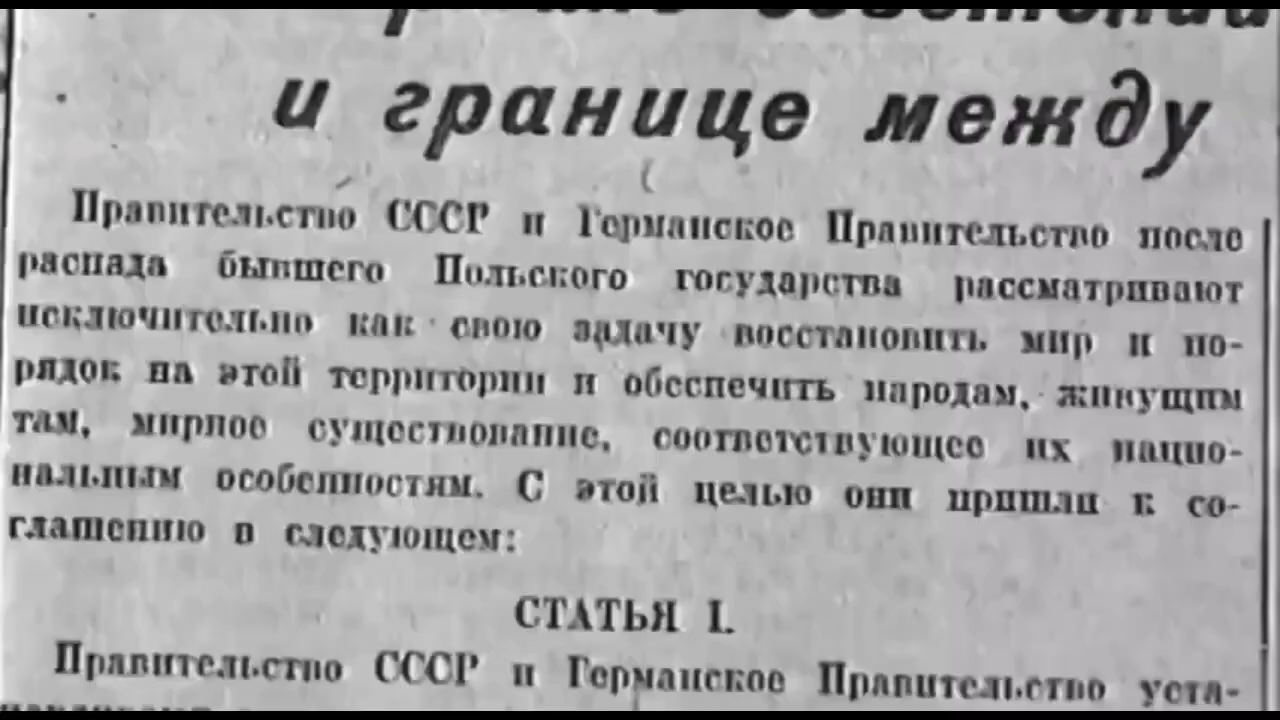 и границе между
Правительство СССР и Германское Правительство после
распада бывшего Польского государства рассматривают
исключительно как свою задачу восстановить мир и по-
рядок на этой территории и обеспечить народам, живущим
там, мирное существование, соответствующее их нацио-
нальным особенностям. С этой целью они пришли к со-
глашению в следующем:
СТАТЬЯ I.
Правительство СССР и Германское Правительство уста-